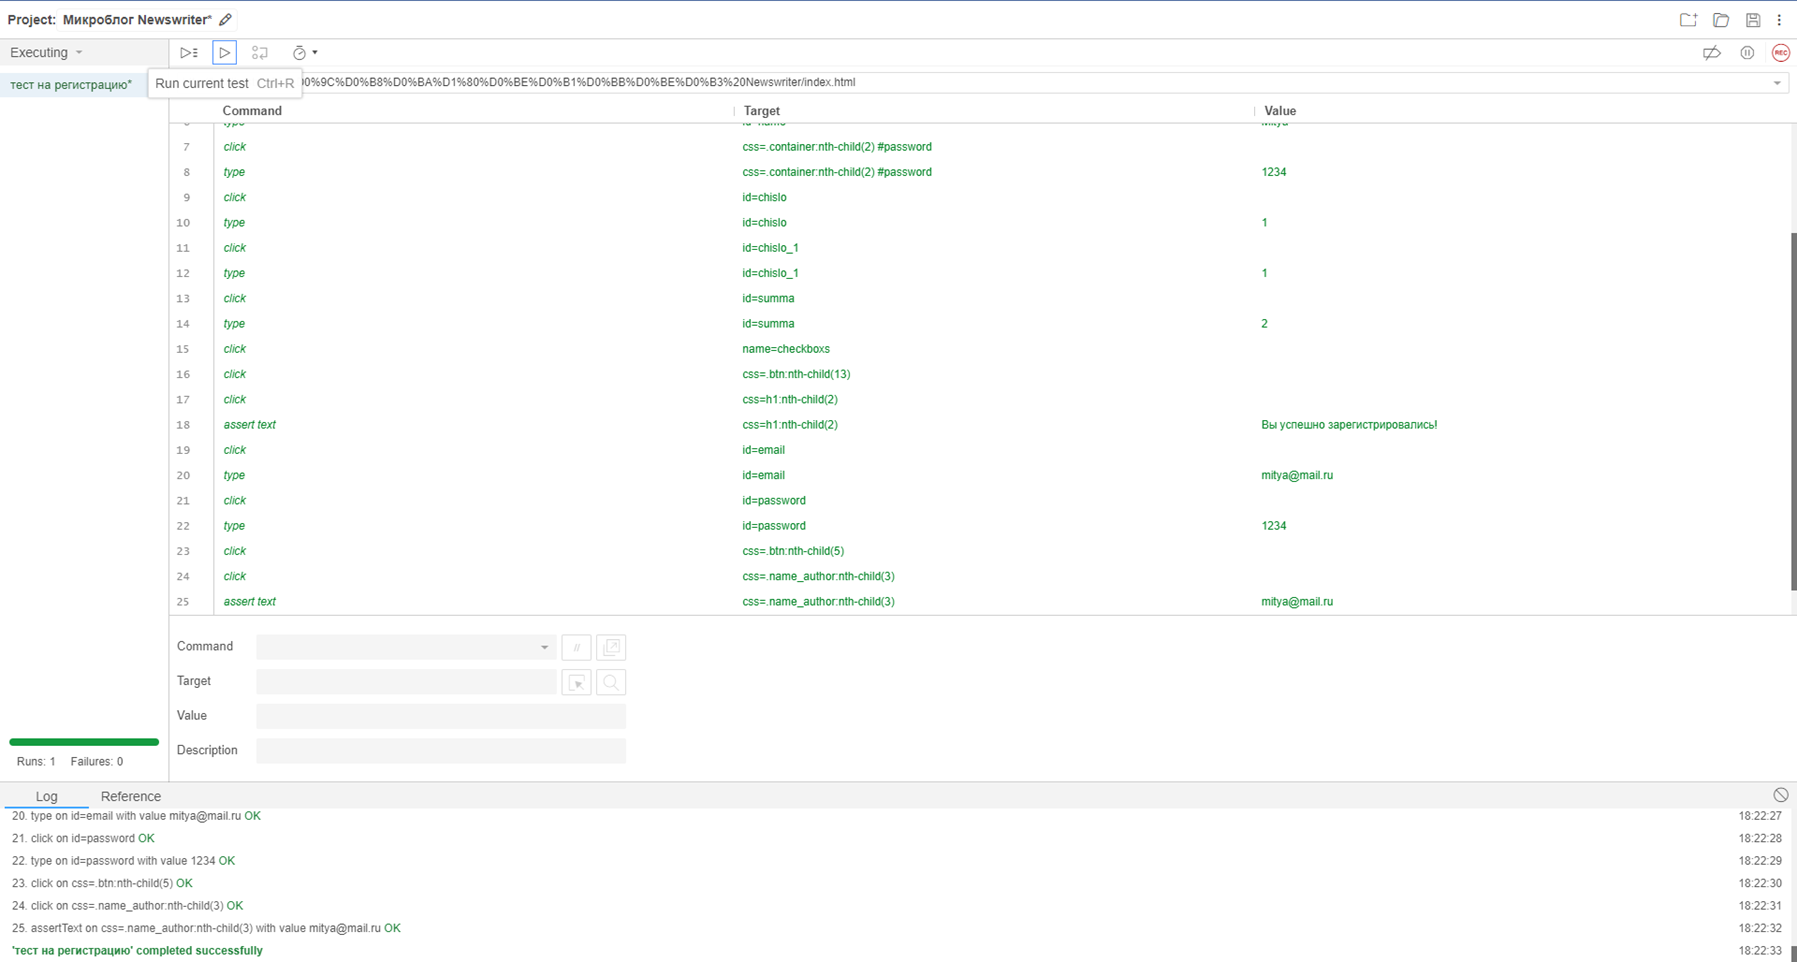 Project: Микроблог Newswriter*
Executing
тест на регистрацию*
Run current test Ctrl+R
0%9C%D0%B8%D0%BA%D1%80%D0%BE%D0%B1%D0%BB%D0%BE%D0%B3%20Newswriter/index.html
REC
Command Target Value
6 type id=name Mitya
7 click css=.container:nth-child(2) #password
8 type css=.container:nth-child(2) #password 1234
9 click id=chislo
10 type id=chislo 1
11 click id=chislo_1
12 type id=chislo_1 1
13 click id=summa
14 type id=summa 2
15 click name=checkboxs
16 click css=.btn:nth-child(13)
17 click css=h1:nth-child(2)
18 assert text css=h1:nth-child(2) Вы успешно зарегистрировались!
19 click id=email
20 type id=email mitya@mail.ru
21 click id=password
22 type id=password 1234
23 click css=.btn:nth-child(5)
24 click css=.name_author:nth-child(3)
25 assert text css=.name_author:nth-child(3) mitya@mail.ru
Command //
Target
Value
Description
Runs: 1 Failures: 0
Log Reference
20. type on id=email with value mitya@mail.ru OK 18:22:27
21. click on id=password OK 18:22:28
22. type on id=password with value 1234 OK 18:22:29
23. click on css=.btn:nth-child(5) OK 18:22:30
24. click on css=.name_author:nth-child(3) OK 18:22:31
25. assertText on css=.name_author:nth-child(3) with value mitya@mail.ru OK 18:22:32
'тест на регистрацию' completed successfully 18:22:33